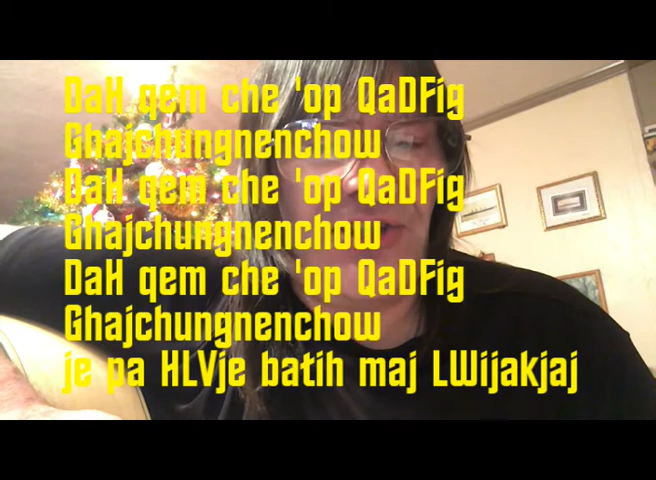 DaH qem che 'op QaDFig
Ghajchungnenchow
DaH qem che 'op QaDFig
Ghajchungnenchow
DaH qem che 'op QaDFig
Ghajchungnenchow
je pa HLVje batih maj LWijakjaj